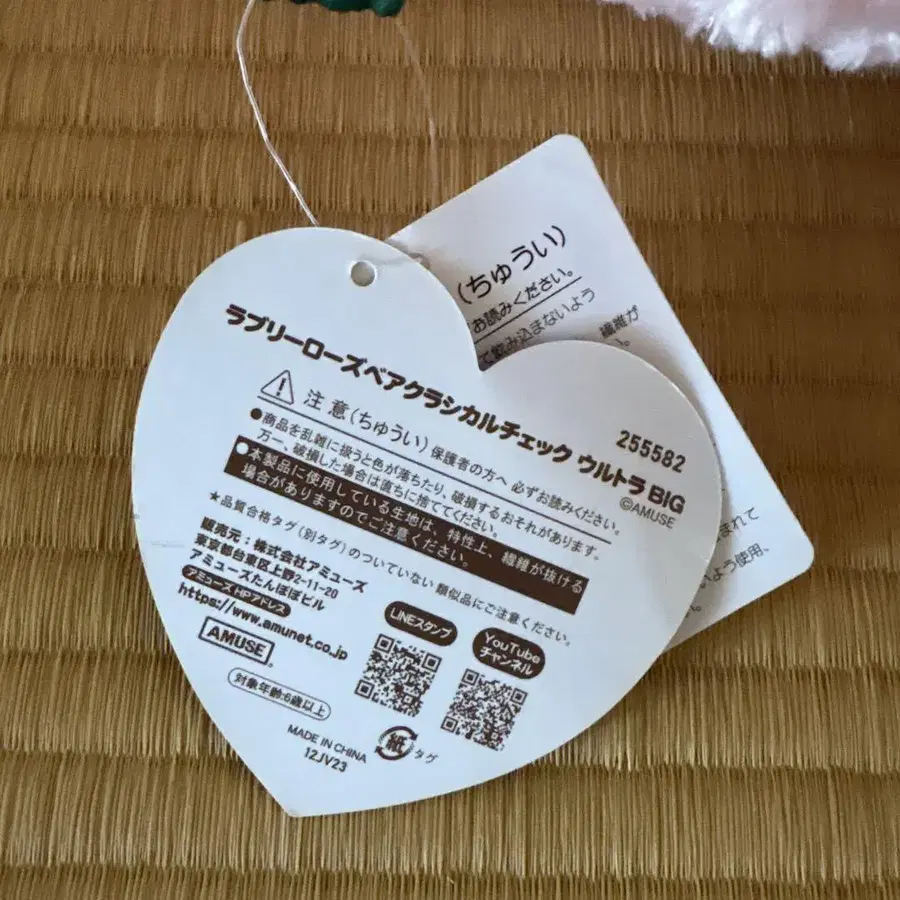 ラブリーローズベアクラシカルチェック ウルトラBIG
255582
©AMUSE
注意(ちゅうい) 保護者の方へ 必ずお読みください。
●商品を乱雑に扱うと色が落ちたり、破損するおそれがあります。
万一、破損した場合は直ちに捨ててください。
●本製品に使用している生地は、特性上、繊維が抜ける
場合がありますのでご注意ください。
★品質合格タグ(別タグ)のついていない類似品にご注意ください。
販売元:株式会社アミューズ
東京都台東区上野2-11-20
アミューズたんぽぽビル
アミューズHPアドレス
https://www.amunet.co.jp
AMUSE
対象年齢:6歳以上
LINEスタンプ
YouTube
チャンネル
MADE IN CHINA
12JV23
紙 タグ
(ちゅうい)
お読みください。
て飲み込まないよう
繊維が
まれて
いよう使用、